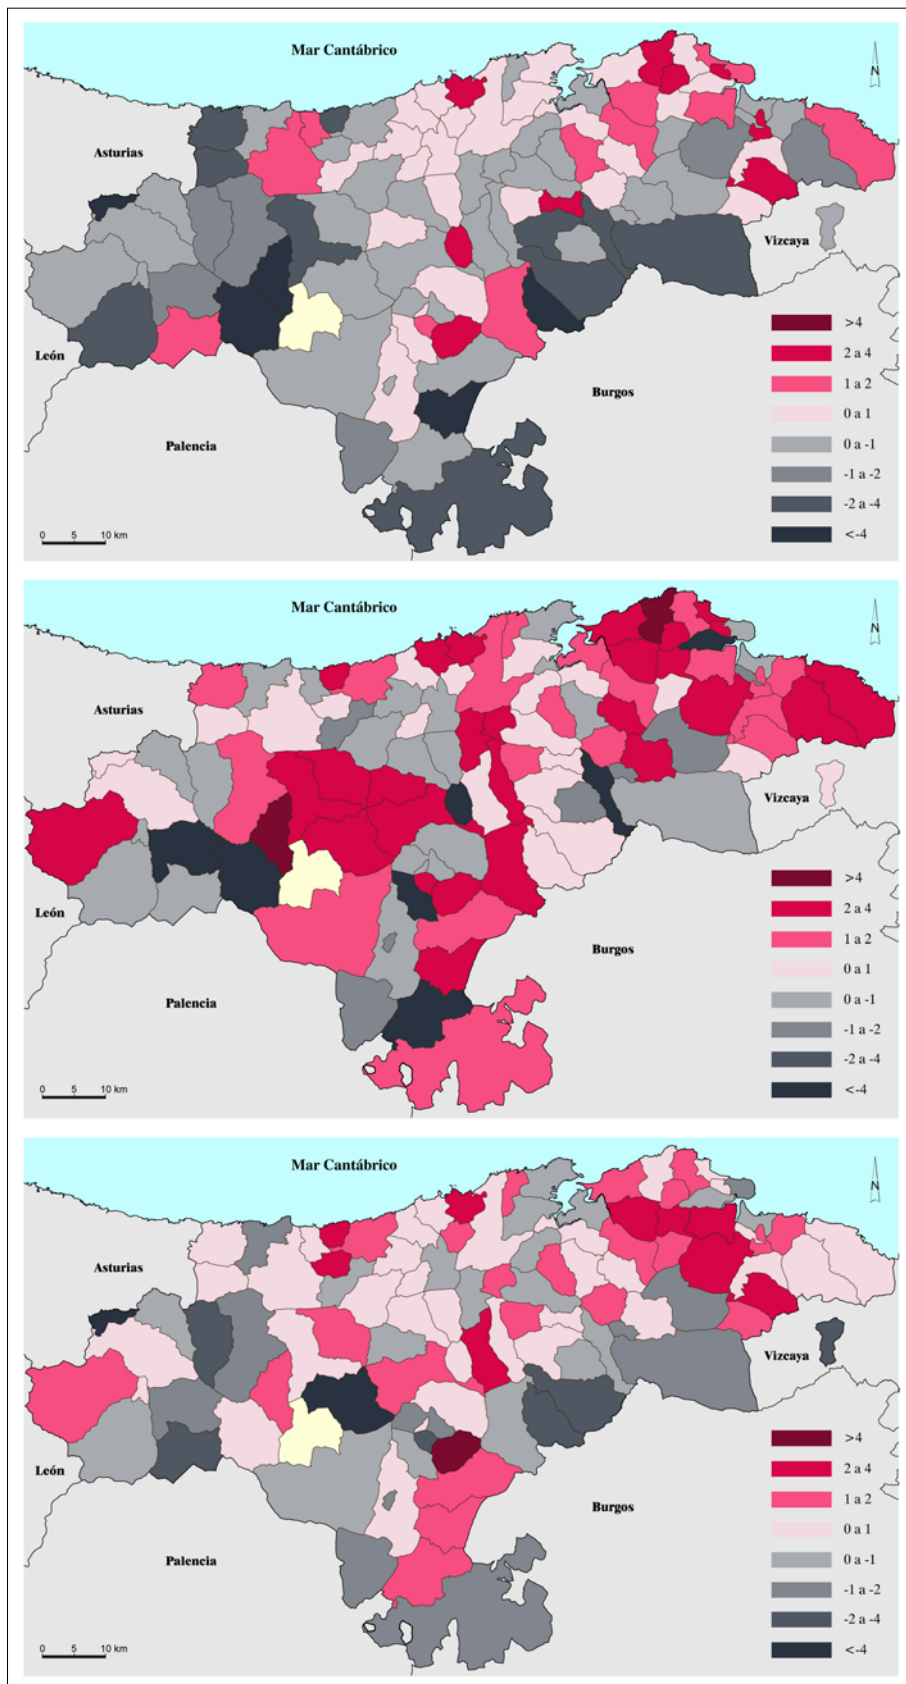 Mar Cantábrico
N
Asturias
Vizcaya
>4
2 a 4
León
1 a 2
Burgos
0 a 1
Palencia
0 a -1
-1 a -2
-2 a -4
0 5 10 km
<-4
Mar Cantábrico
N
Asturias
Vizcaya
>4
2 a 4
León
1 a 2
Burgos
0 a 1
Palencia
0 a -1
-1 a -2
-2 a -4
0 5 10 km
<-4
Mar Cantábrico
N
Asturias
Vizcaya
>4
2 a 4
León
1 a 2
Burgos
0 a 1
Palencia
0 a -1
-1 a -2
-2 a -4
0 5 10 km
<-4